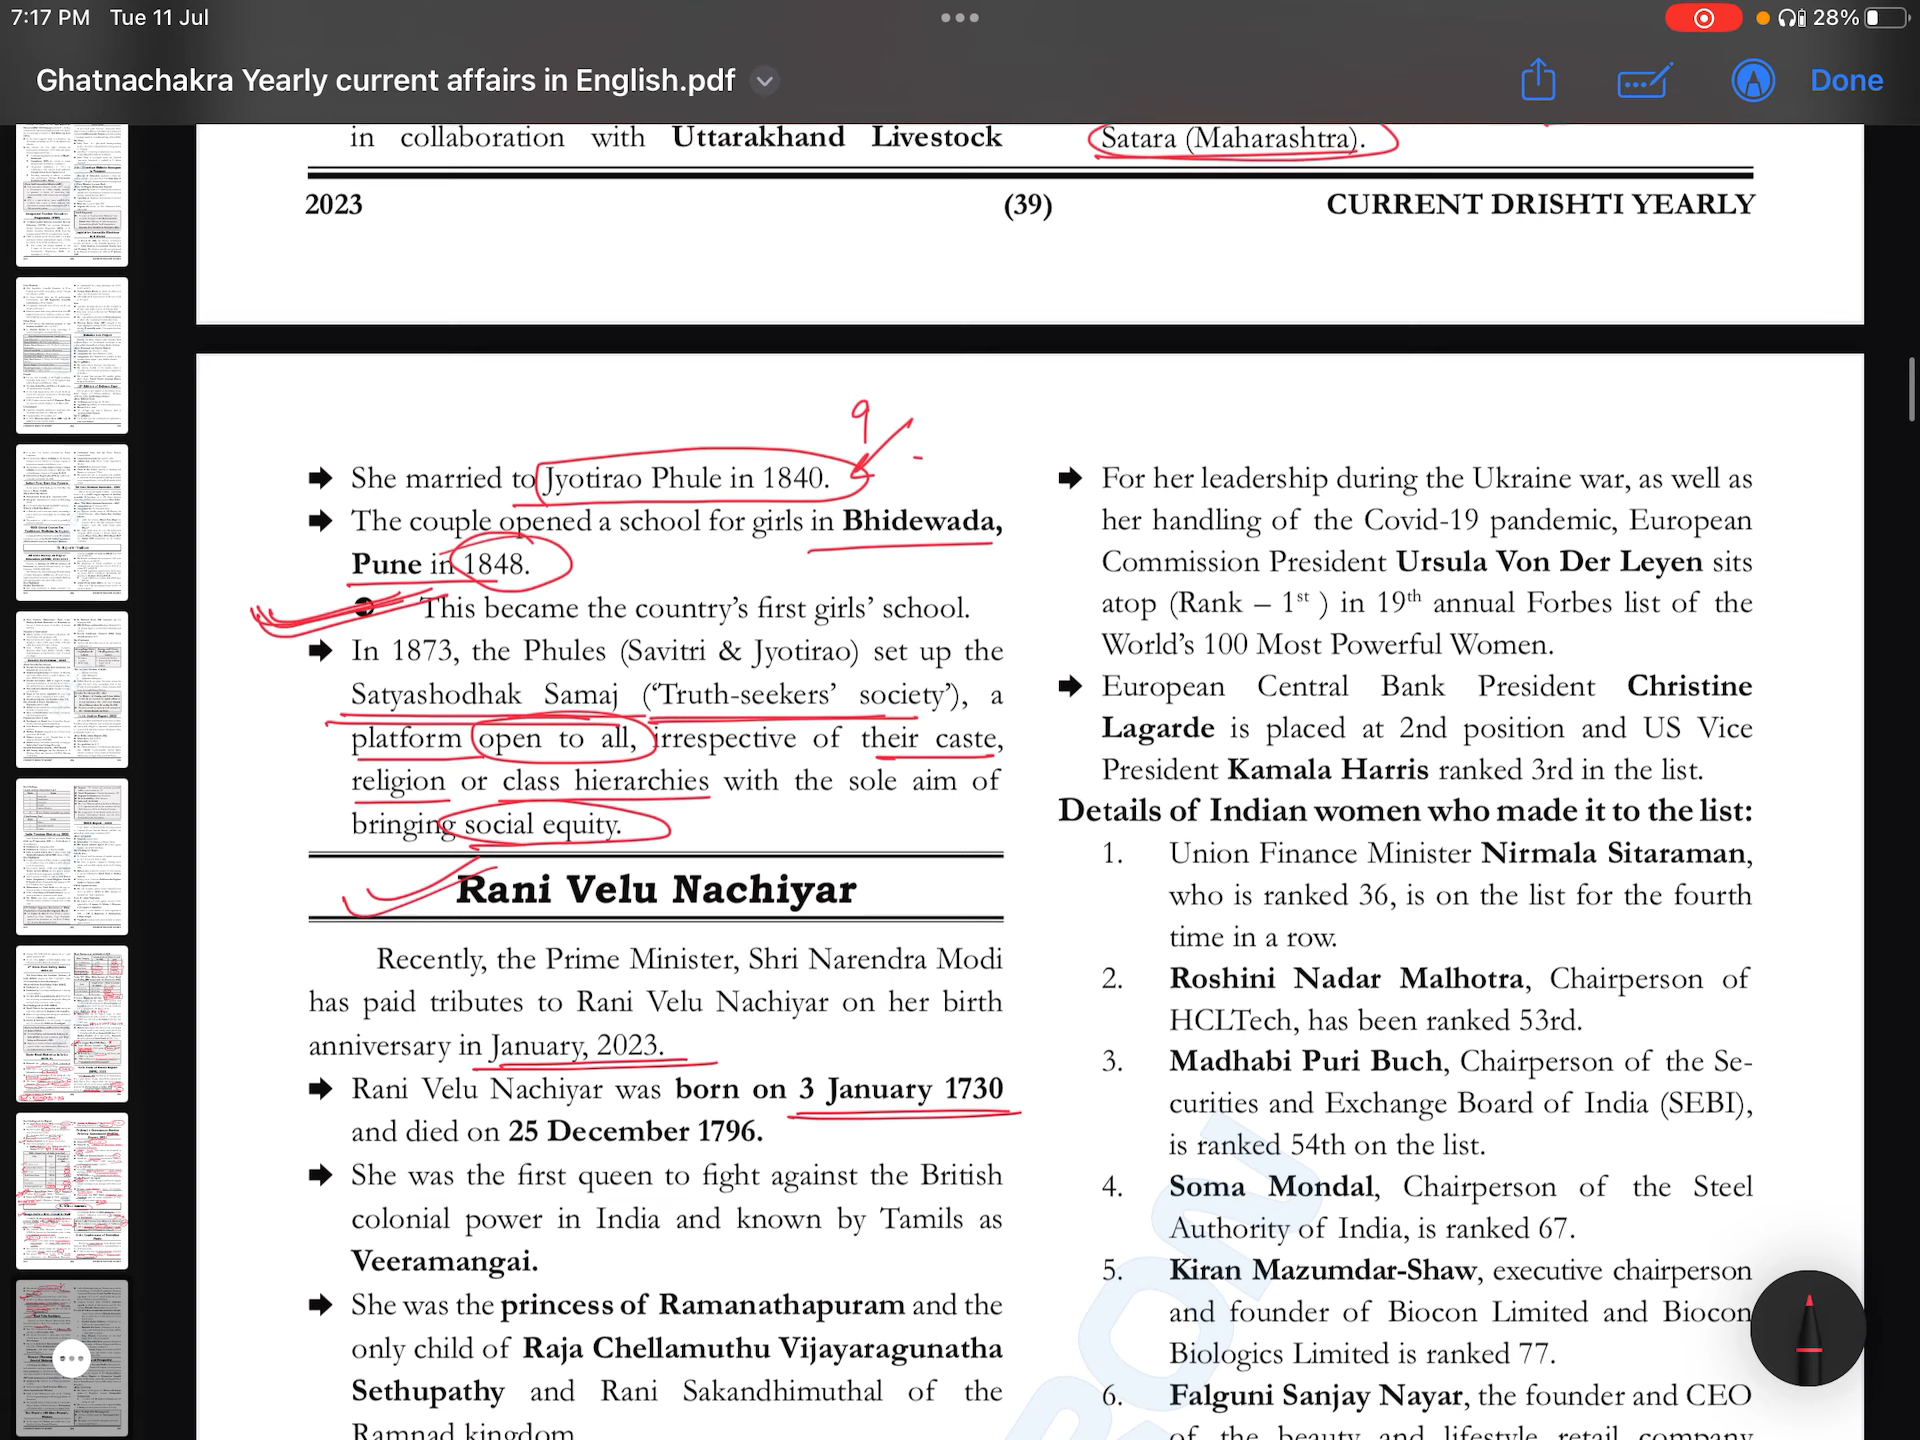 7:17 PM Tue 11 Jul
28%
Ghatnachakra Yearly current affairs in English.pdf
Done
in collaboration with Uttarakhand Livestock
Satara (Maharashtra).
2023 (39) CURRENT DRISHTI YEARLY
9
She married to Jyotirao Phule in 1840.
The couple opened a school for girls in Bhidewada,
Pune in 1848.
This became the country's first girls' school.
In 1873, the Phules (Savitri & Jyotirao) set up the
Satyashodhak Samaj ('Truth-seekers' society'), a
platform open to all, irrespective of their caste,
religion or class hierarchies with the sole aim of
bringing social equity.
Rani Velu Nachiyar
Recently, the Prime Minister, Shri Narendra Modi
has paid tributes to Rani Velu Nachiyar on her birth
anniversary in January, 2023.
Rani Velu Nachiyar was born on 3 January 1730
and died on 25 December 1796.
She was the first queen to fight against the British
colonial power in India and known by Tamils as
Veeramangai.
She was the princess of Ramanathapuram and the
only child of Raja Chellamuthu Vijayaragunatha
Sethupathy and Rani Sakandhimuthal of the
Ramnad kingdom
For her leadership during the Ukraine war, as well as
her handling of the Covid-19 pandemic, European
Commission President Ursula Von Der Leyen sits
atop (Rank – 1st ) in 19th annual Forbes list of the
World's 100 Most Powerful Women.
European Central Bank President Christine
Lagarde is placed at 2nd position and US Vice
President Kamala Harris ranked 3rd in the list.
Details of Indian women who made it to the list:
1. Union Finance Minister Nirmala Sitaraman,
who is ranked 36, is on the list for the fourth
time in a row.
2. Roshini Nadar Malhotra, Chairperson of
HCLTech, has been ranked 53rd.
3. Madhabi Puri Buch, Chairperson of the Se-
curities and Exchange Board of India (SEBI),
is ranked 54th on the list.
4. Soma Mondal, Chairperson of the Steel
Authority of India, is ranked 67.
5. Kiran Mazumdar-Shaw, executive chairperson
and founder of Biocon Limited and Biocon
Biologics Limited is ranked 77.
6. Falguni Sanjay Nayar, the founder and CEO
of the beauty and lifestyle retail company